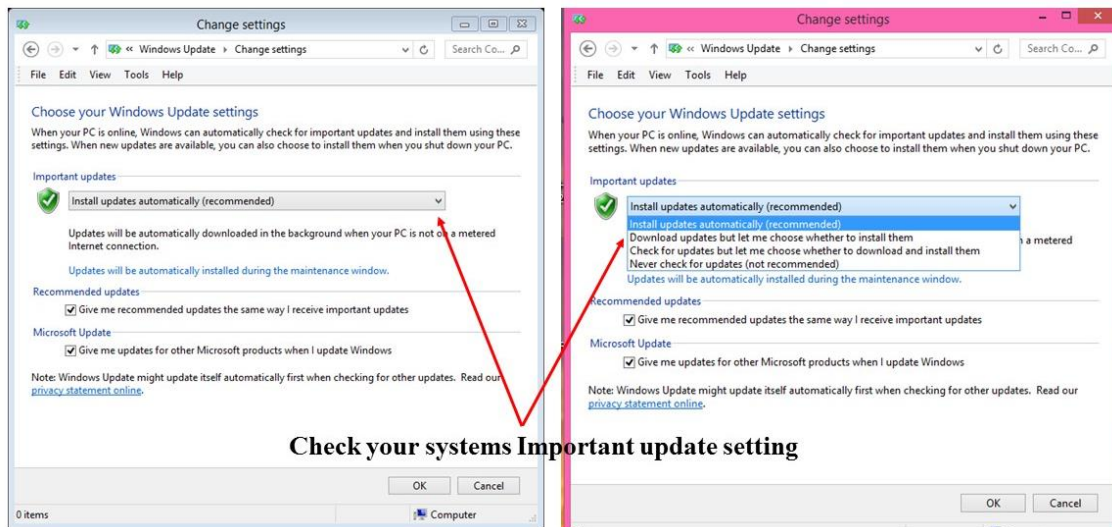 Change settings
« Windows Update › Change settings
Search Co...
File Edit View Tools Help
Choose your Windows Update settings
When your PC is online, Windows can automatically check for important updates and install them using these
settings. When new updates are available, you can also choose to install them when you shut down your PC.
Important updates
Install updates automatically (recommended)
Updates will be automatically downloaded in the background when your PC is not on a metered
Internet connection.
Updates will be automatically installed during the maintenance window.
Recommended updates
Give me recommended updates the same way I receive important updates
Microsoft Update
Give me updates for other Microsoft products when I update Windows
Note: Windows Update might update itself automatically first when checking for other updates. Read our
privacy statement online.
OK Cancel
0 items Computer
Change settings
« Windows Update › Change settings
Search Co...
File Edit View Tools Help
Choose your Windows Update settings
When your PC is online, Windows can automatically check for important updates and install them using these
settings. When new updates are available, you can also choose to install them when you shut down your PC.
Important updates
Install updates automatically (recommended)
Install updates automatically (recommended)
Download updates but let me choose whether to install them
Check for updates but let me choose whether to download and install them
Never check for updates (not recommended)
a metered
Updates will be automatically installed during the maintenance window.
Recommended updates
Give me recommended updates the same way I receive important updates
Microsoft Update
Give me updates for other Microsoft products when I update Windows
Note: Windows Update might update itself automatically first when checking for other updates. Read our
privacy statement online.
OK Cancel
Check your systems Important update setting